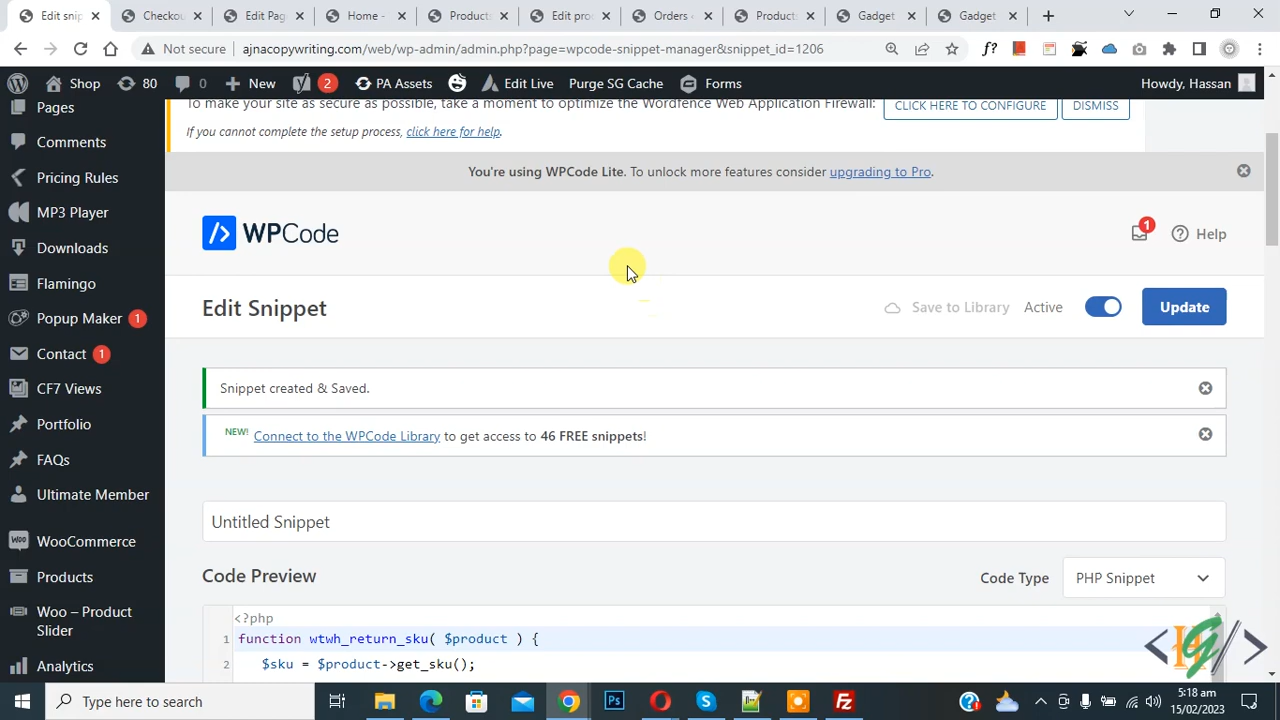 Edit snip
Checkou
Edit Pag
Home -
Products
Edit proc
Orders
Products
Gadget
Gadget
Not secure
ajnacopywriting.com/web/wp-admin/admin.php?page=wpcode-snippet-manager&snippet_id=1206
f?
Shop
80
0
New
2
PA Assets
Edit Live
Purge SG Cache
Forms
Howdy, Hassan
Pages
Comments
Pricing Rules
MP3 Player
Downloads
Flamingo
Popup Maker 1
Contact 1
CF7 Views
Portfolio
FAQs
Ultimate Member
WooCommerce
Products
Woo – Product
Slider
Analytics
To make your site as secure as possible, take a moment to optimize the Wordfence Web Application Firewall:
CLICK HERE TO CONFIGURE
DISMISS
If you cannot complete the setup process, click here for help.
You're using WPCode Lite. To unlock more features consider upgrading to Pro.
WPCode
1
Help
Edit Snippet
Save to Library
Active
Update
Snippet created & Saved.
NEW! Connect to the WPCode Library to get access to 46 FREE snippets!
Untitled Snippet
Code Preview
Code Type
PHP Snippet
<?php
1 function wtwh_return_sku( $product ) {
2 $sku = $product->get_sku();
Type here to search
5:18 am
15/02/2023